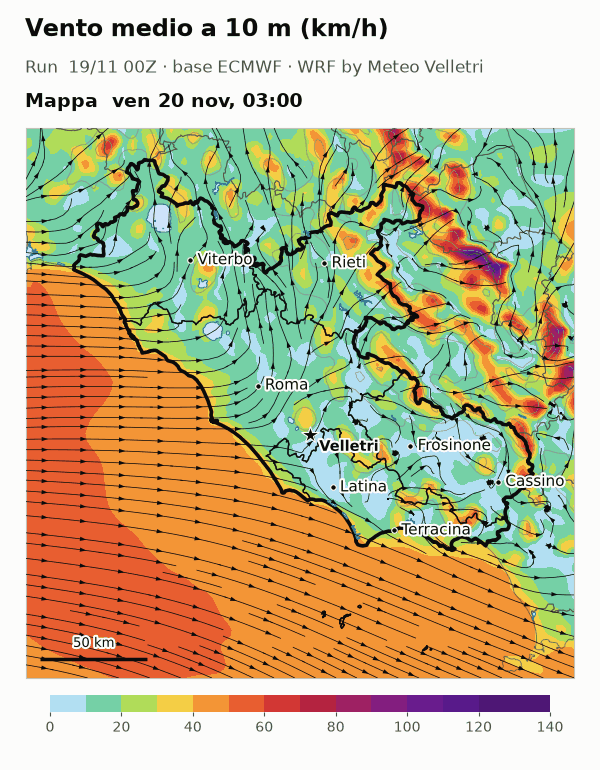 Vento medio a 10 m (km/h)
Run  19/11 00Z · base ECMWF · WRF by Meteo Velletri
Mappa  ven 20 nov, 03:00
Viterbo
Rieti
Roma
Velletri
Frosinone
Latina
Cassino
Terracina
50 km
0 20 40 60 80 100 120 140